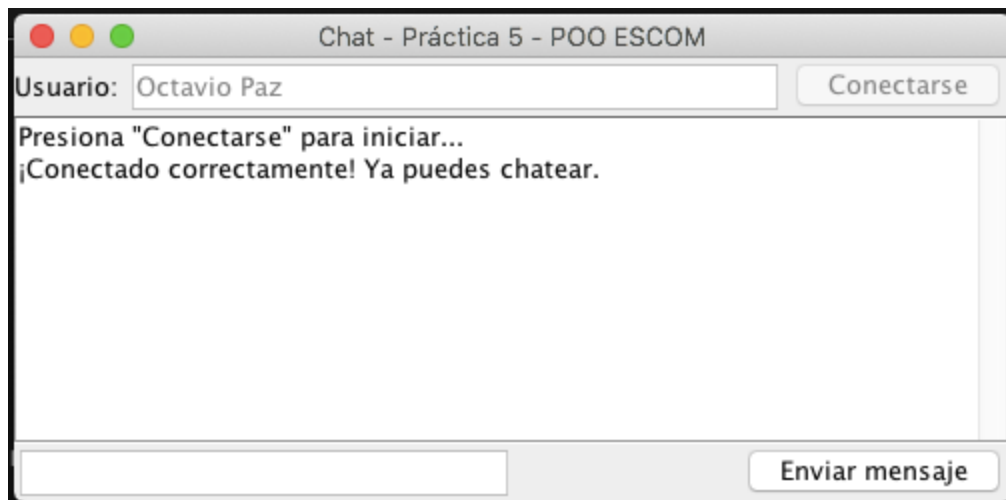 Chat - Práctica 5 - POO ESCOM
Usuario: Octavio Paz Conectarse
Presiona "Conectarse" para iniciar...
¡Conectado correctamente! Ya puedes chatear.
Enviar mensaje